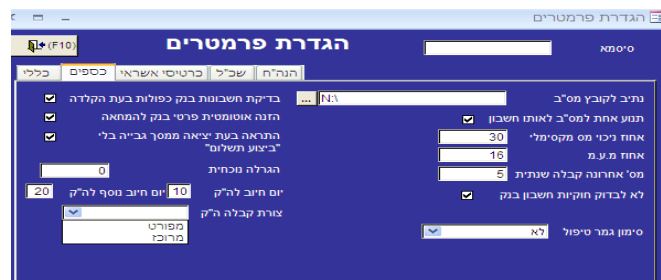 הגדרת פרמטרים
הגדרת פרמטרים
(F10)
סיסמא
הנה"ח
שכ"ל
כרטיסי אשראי
כספים
כללי
נתיב לקובץ מס"ב
N:\
...
תנוע אחת למס"ב לאותו חשבון
אחוז ניכוי מס מקסימלי 30
אחוז מ.ע.מ 16
מס' אחרונה קבלה שנתית 5
לא לבדוק חוקיות חשבון בנק
סימון גמר טיפול לא
בדיקת חשבונות בנק כפולות בעת הקלדה
הזנה אוטומטית פרטי בנק להמחאה
התראה בעת יציאה ממסך גבייה בלי
"ביצוע תשלום"
הגרלה נוכחית 0
יום חיוב לה"ק 10 יום חיוב נוסף לה"ק 20
צורת קבלה ה"ק
מפורט
מרוכז